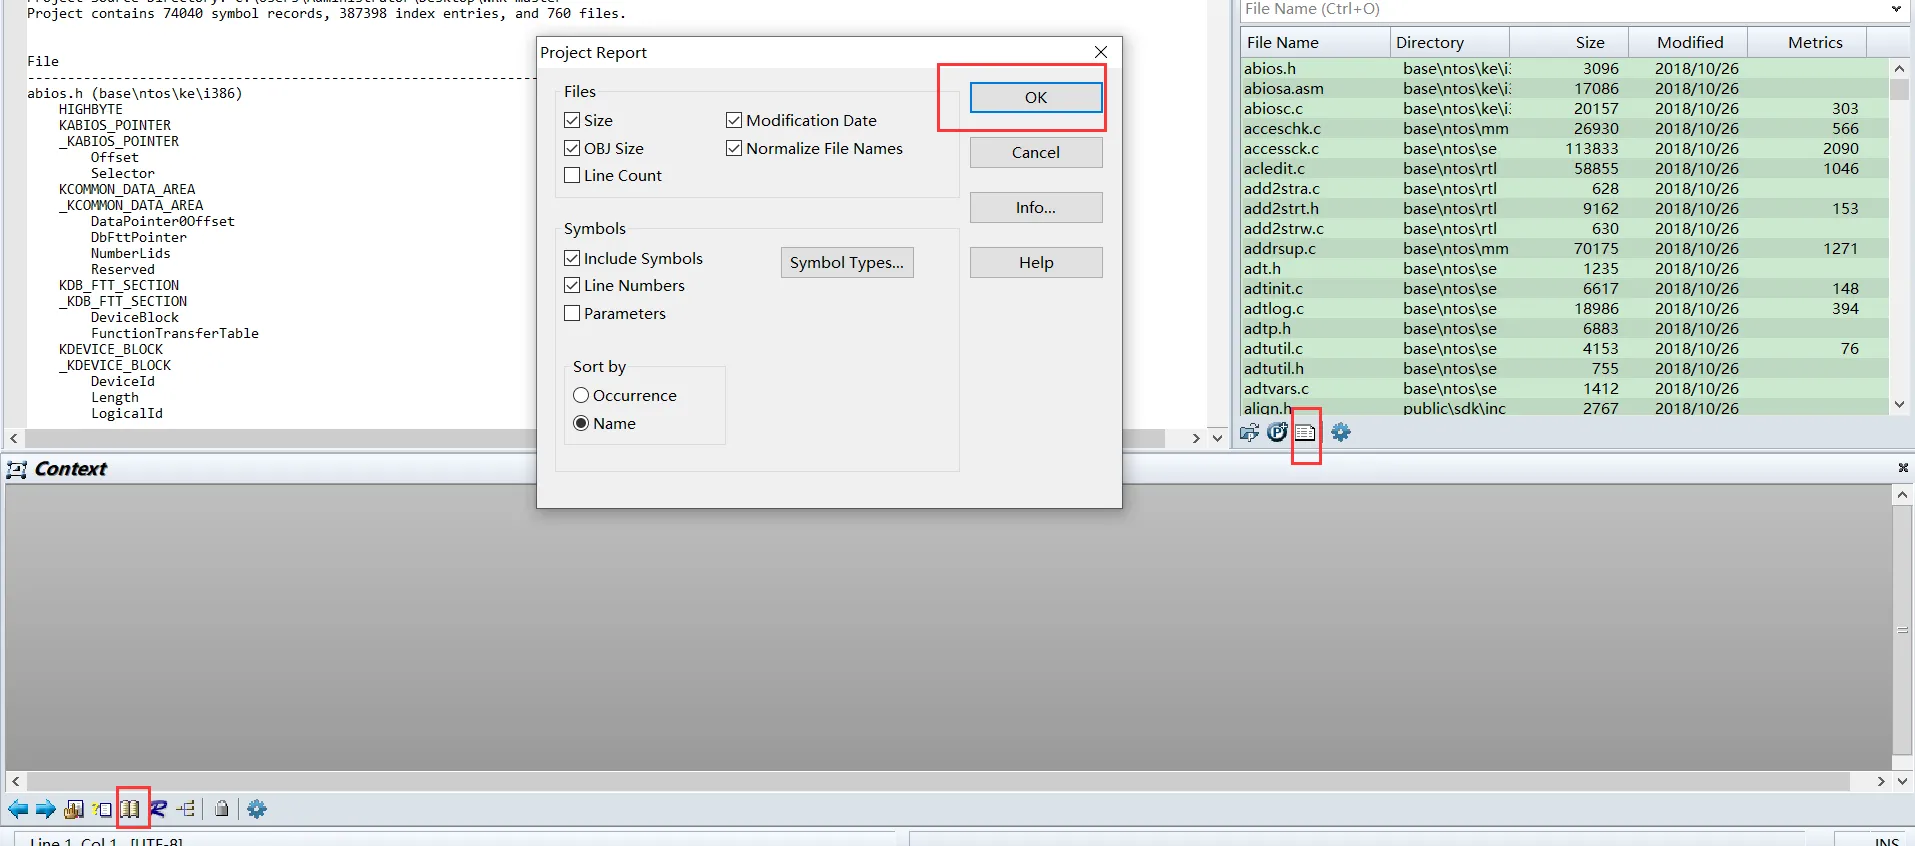 Project contains 74040 symbol records, 387398 index entries, and 760 files.
File
abios.h (base\ntos\ke\i386)
HIGHBYTE
KABIOS_POINTER
_KABIOS_POINTER
Offset
Selector
KCOMMON_DATA_AREA
_KCOMMON_DATA_AREA
DataPointer0Offset
DbFttPointer
NumberLids
Reserved
KDB_FTT_SECTION
_KDB_FTT_SECTION
DeviceBlock
FunctionTransferTable
KDEVICE_BLOCK
_KDEVICE_BLOCK
DeviceId
Length
LogicalId
Project Report
Files
Size
Modification Date
OBJ Size
Normalize File Names
Line Count
Symbols
Include Symbols
Symbol Types...
Line Numbers
Parameters
Sort by
Occurrence
Name
OK
Cancel
Info...
Help
File Name (Ctrl+O)
File Name Directory Size Modified Metrics
abios.h base\ntos\ke\i: 3096 2018/10/26
abiosa.asm base\ntos\ke\i: 17086 2018/10/26
abiosc.c base\ntos\ke\i: 20157 2018/10/26 303
acceschk.c base\ntos\mm 26930 2018/10/26 566
accessck.c base\ntos\se 113833 2018/10/26 2090
acledit.c base\ntos\rtl 58855 2018/10/26 1046
add2stra.c base\ntos\rtl 628 2018/10/26
add2strt.h base\ntos\rtl 9162 2018/10/26 153
add2strw.c base\ntos\rtl 630 2018/10/26
addrsup.c base\ntos\mm 70175 2018/10/26 1271
adt.h base\ntos\se 1235 2018/10/26
adtinit.c base\ntos\se 6617 2018/10/26 148
adtlog.c base\ntos\se 18986 2018/10/26 394
adtp.h base\ntos\se 6883 2018/10/26
adtutil.c base\ntos\se 4153 2018/10/26 76
adtutil.h base\ntos\se 755 2018/10/26
adtvars.c base\ntos\se 1412 2018/10/26
align.h public\sdk\inc 2767 2018/10/26
Context
Line 1 Col 1 [UTF-8]
INS